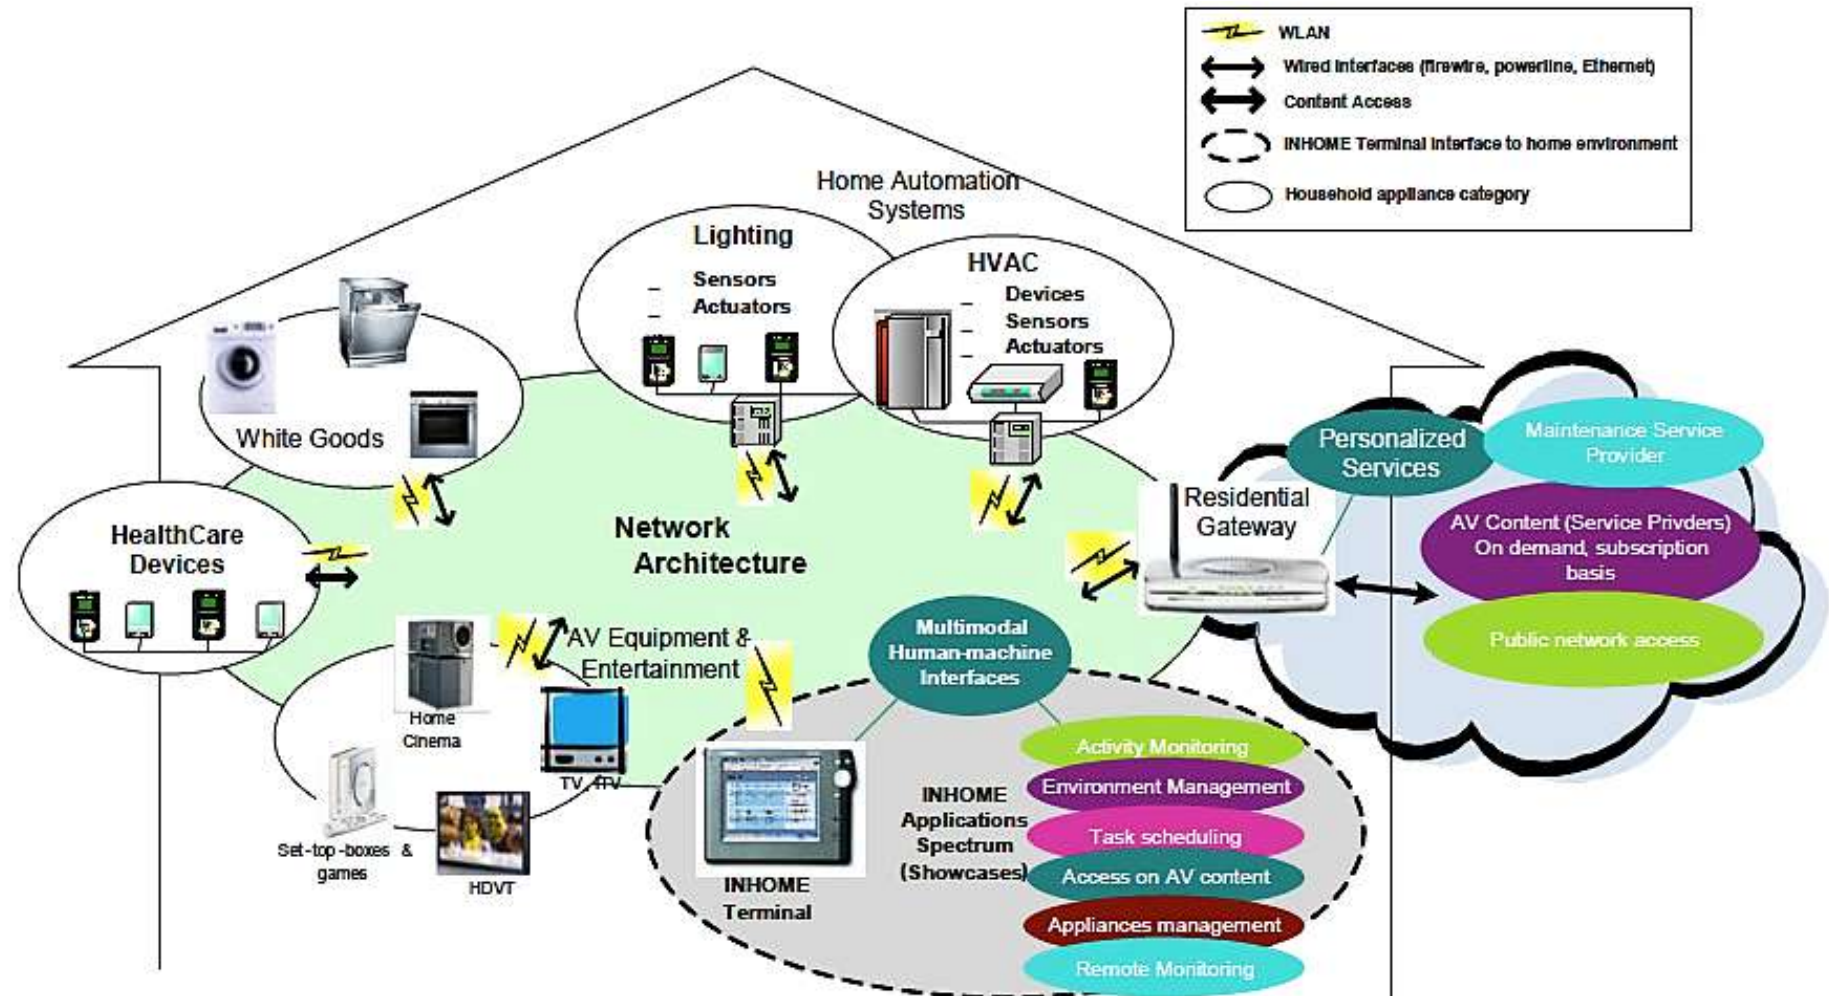 WLAN
Wired Interfaces (firewire, powerline, Ethernet)
Content Access
INHOME Terminal Interface to home environment
Household appliance category
Home Automation
Systems
Lighting
Sensors
Actuators
HVAC
Devices
Sensors
Actuators
White Goods
HealthCare
Devices
Network
Architecture
Residential
Gateway
Personalized
Services
Maintenance Service
Provider
AV Content (Service Privders)
On demand, subscription
basis
Public network access
AV Equipment &
Entertainment
Home
Cinema
Set-top-boxes &
games
HDVT
Multimodal
Human-machine
Interfaces
INHOME
Terminal
INHOME
Applications
Spectrum
(Showcases)
Activity Monitoring
Environment Management
Task scheduling
Access on AV content
Appliances management
Remote Monitoring